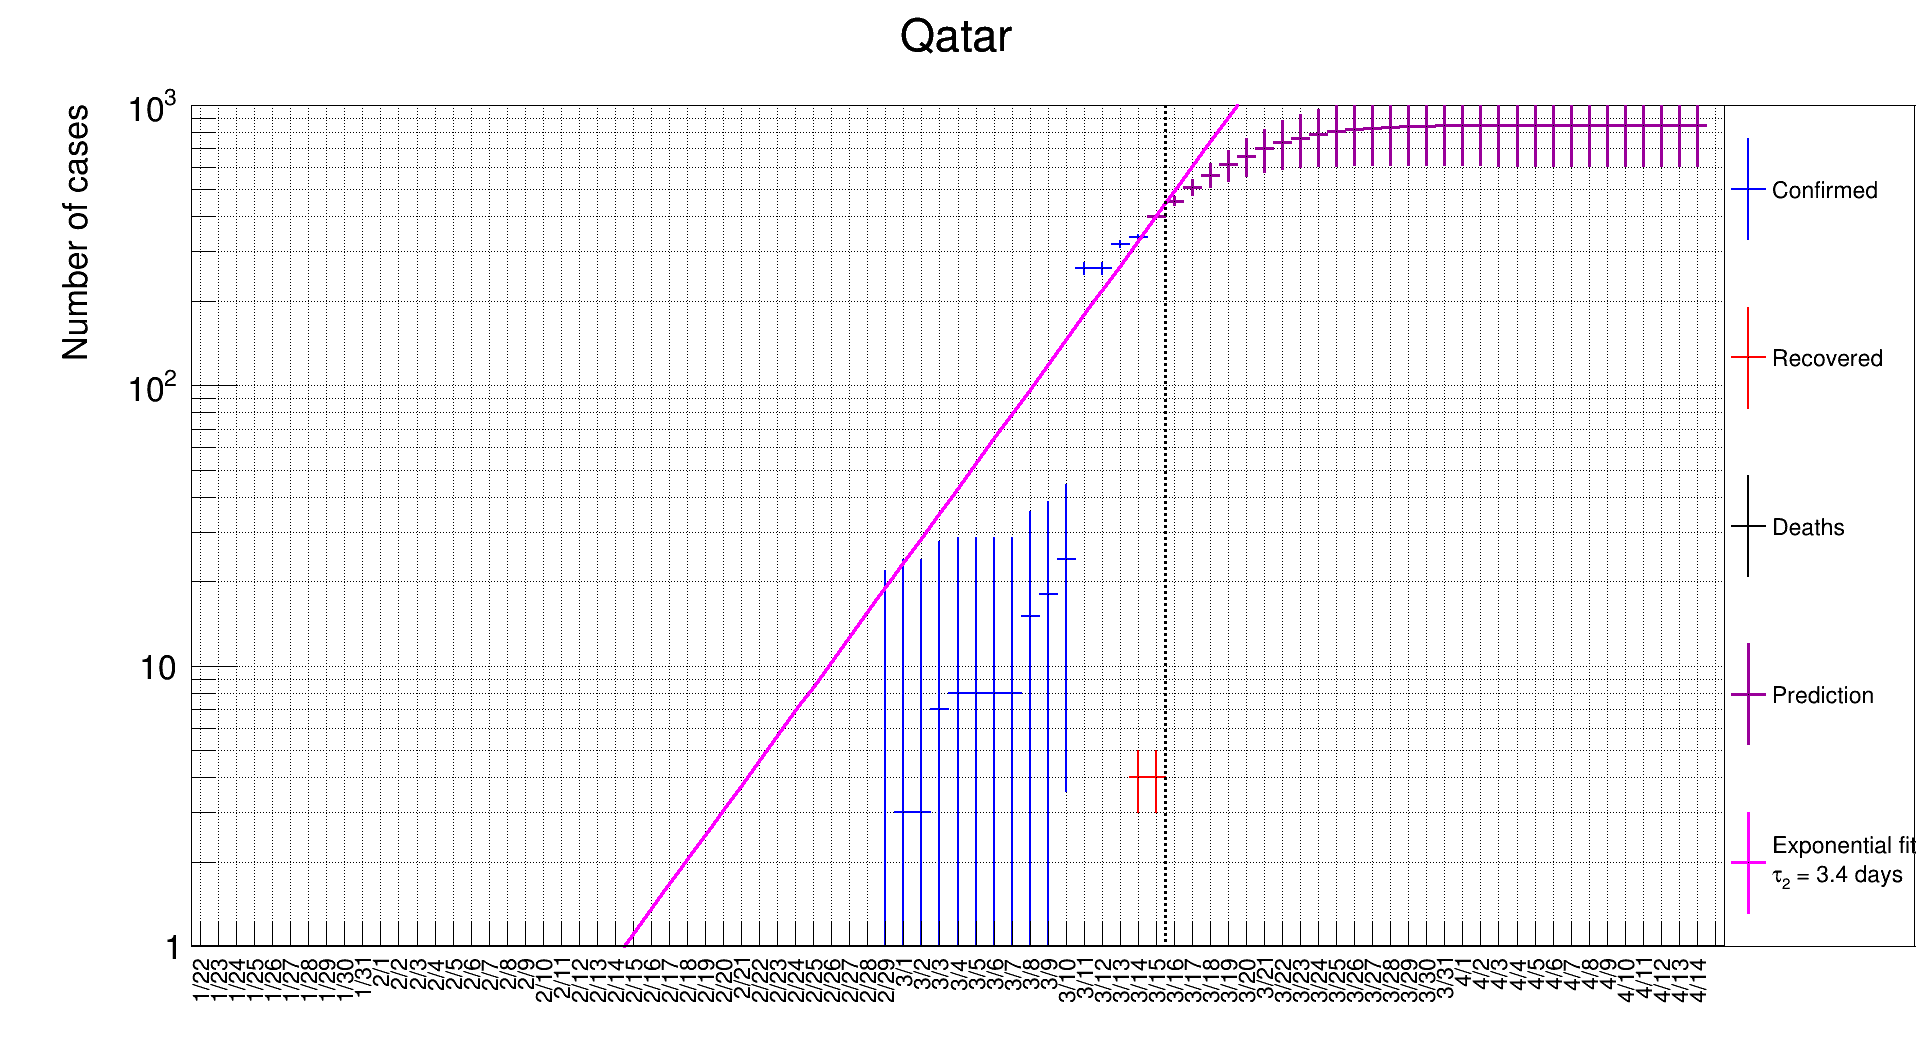 Qatar
Number of cases
10³
10²
10
1
1/22 1/23 1/24 1/25 1/26 1/27 1/28 1/29 1/30 1/31 2/1 2/2 2/3 2/4 2/5 2/6 2/7 2/8 2/9 2/10 2/11 2/12 2/13 2/14 2/15 2/16 2/17 2/18 2/19 2/20 2/21 2/22 2/23 2/24 2/25 2/26 2/27 2/28 2/29 3/1 3/2 3/3 3/4 3/5 3/6 3/7 3/8 3/9 3/10 3/11 3/12 3/13 3/14 3/15 3/16 3/17 3/18 3/19 3/20 3/21 3/22 3/23 3/24 3/25 3/26 3/27 3/28 3/29 3/30 3/31 4/1 4/2 4/3 4/4 4/5 4/6 4/7 4/8 4/9 4/10 4/11 4/12 4/13 4/14
Confirmed
Recovered
Deaths
Prediction
Exponential fit
τ₂ = 3.4 days